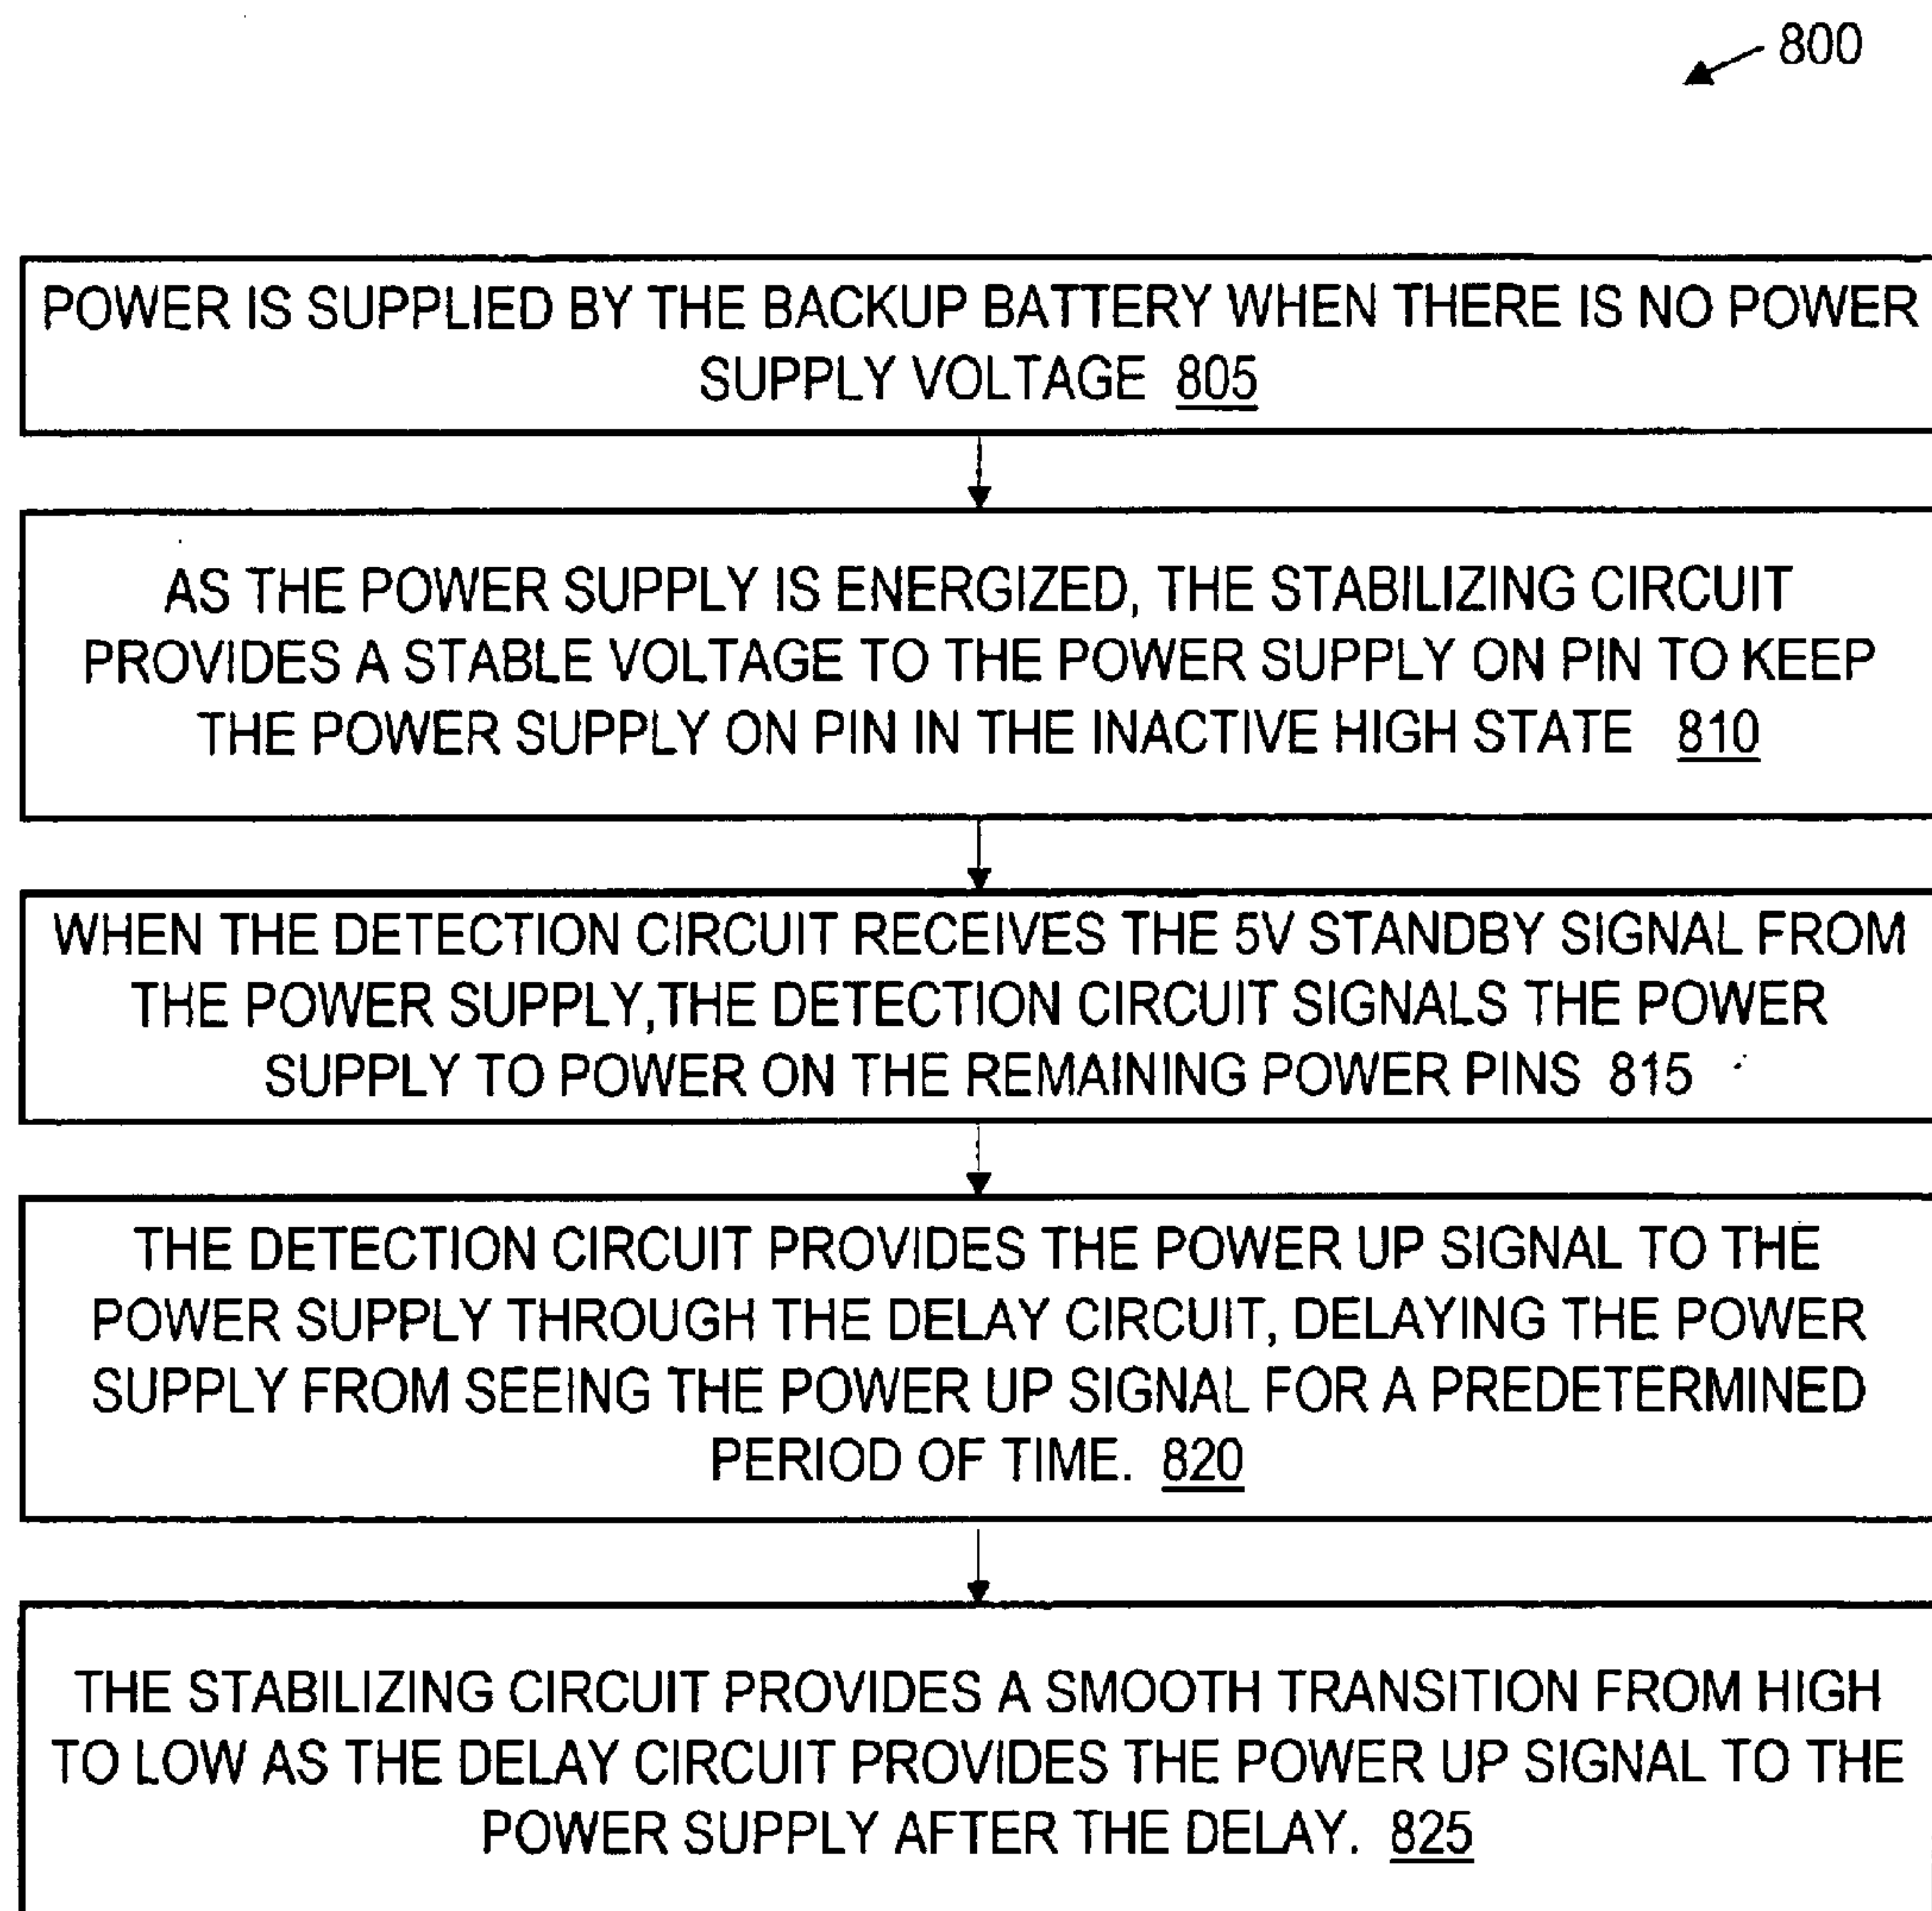 800
POWER IS SUPPLIED BY THE BACKUP BATTERY WHEN THERE IS NO POWER
SUPPLY VOLTAGE 805
AS THE POWER SUPPLY IS ENERGIZED, THE STABILIZING CIRCUIT
PROVIDES A STABLE VOLTAGE TO THE POWER SUPPLY ON PIN TO KEEP
THE POWER SUPPLY ON PIN IN THE INACTIVE HIGH STATE 810
WHEN THE DETECTION CIRCUIT RECEIVES THE 5V STANDBY SIGNAL FROM
THE POWER SUPPLY,THE DETECTION CIRCUIT SIGNALS THE POWER
SUPPLY TO POWER ON THE REMAINING POWER PINS 815
THE DETECTION CIRCUIT PROVIDES THE POWER UP SIGNAL TO THE
POWER SUPPLY THROUGH THE DELAY CIRCUIT, DELAYING THE POWER
SUPPLY FROM SEEING THE POWER UP SIGNAL FOR A PREDETERMINED
PERIOD OF TIME. 820
THE STABILIZING CIRCUIT PROVIDES A SMOOTH TRANSITION FROM HIGH
TO LOW AS THE DELAY CIRCUIT PROVIDES THE POWER UP SIGNAL TO THE
POWER SUPPLY AFTER THE DELAY. 825